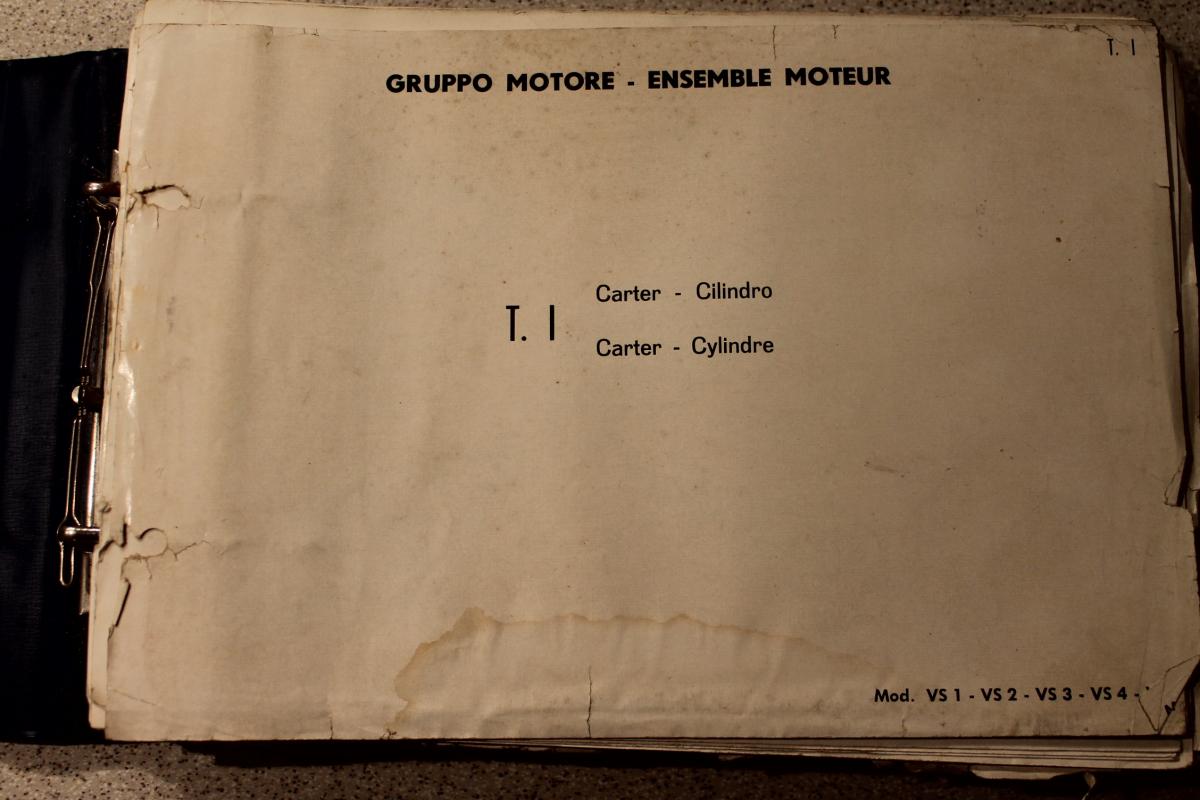 T. 1
GRUPPO MOTORE - ENSEMBLE MOTEUR
T. 1
Carter - Cilindro
Carter - Cylindre
Mod. VS 1 - VS 2 - VS 3 - VS 4 -